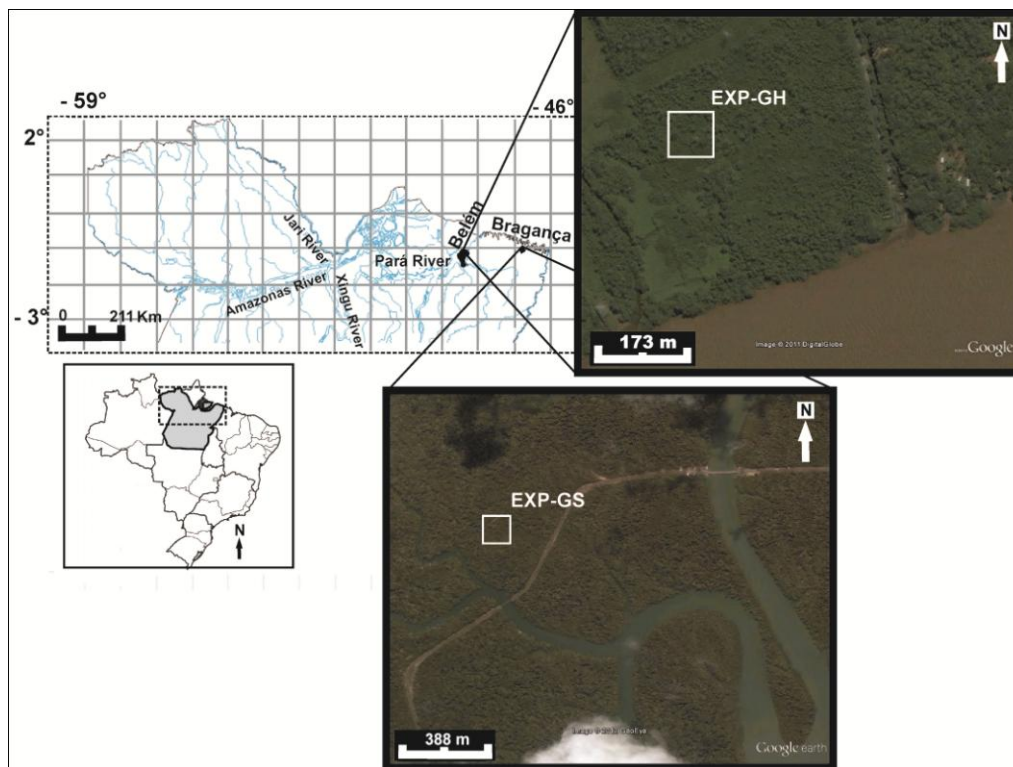 - 59°
- 46°
2°
- 3°
Jari River
Amazonas River
Xingu River
Pará River
Belém
Bragança
0 211 Km
N
EXP-GH
N
173 m
Image © 2011 DigitalGlobe
Google
EXP-GS
N
388 m
Google earth